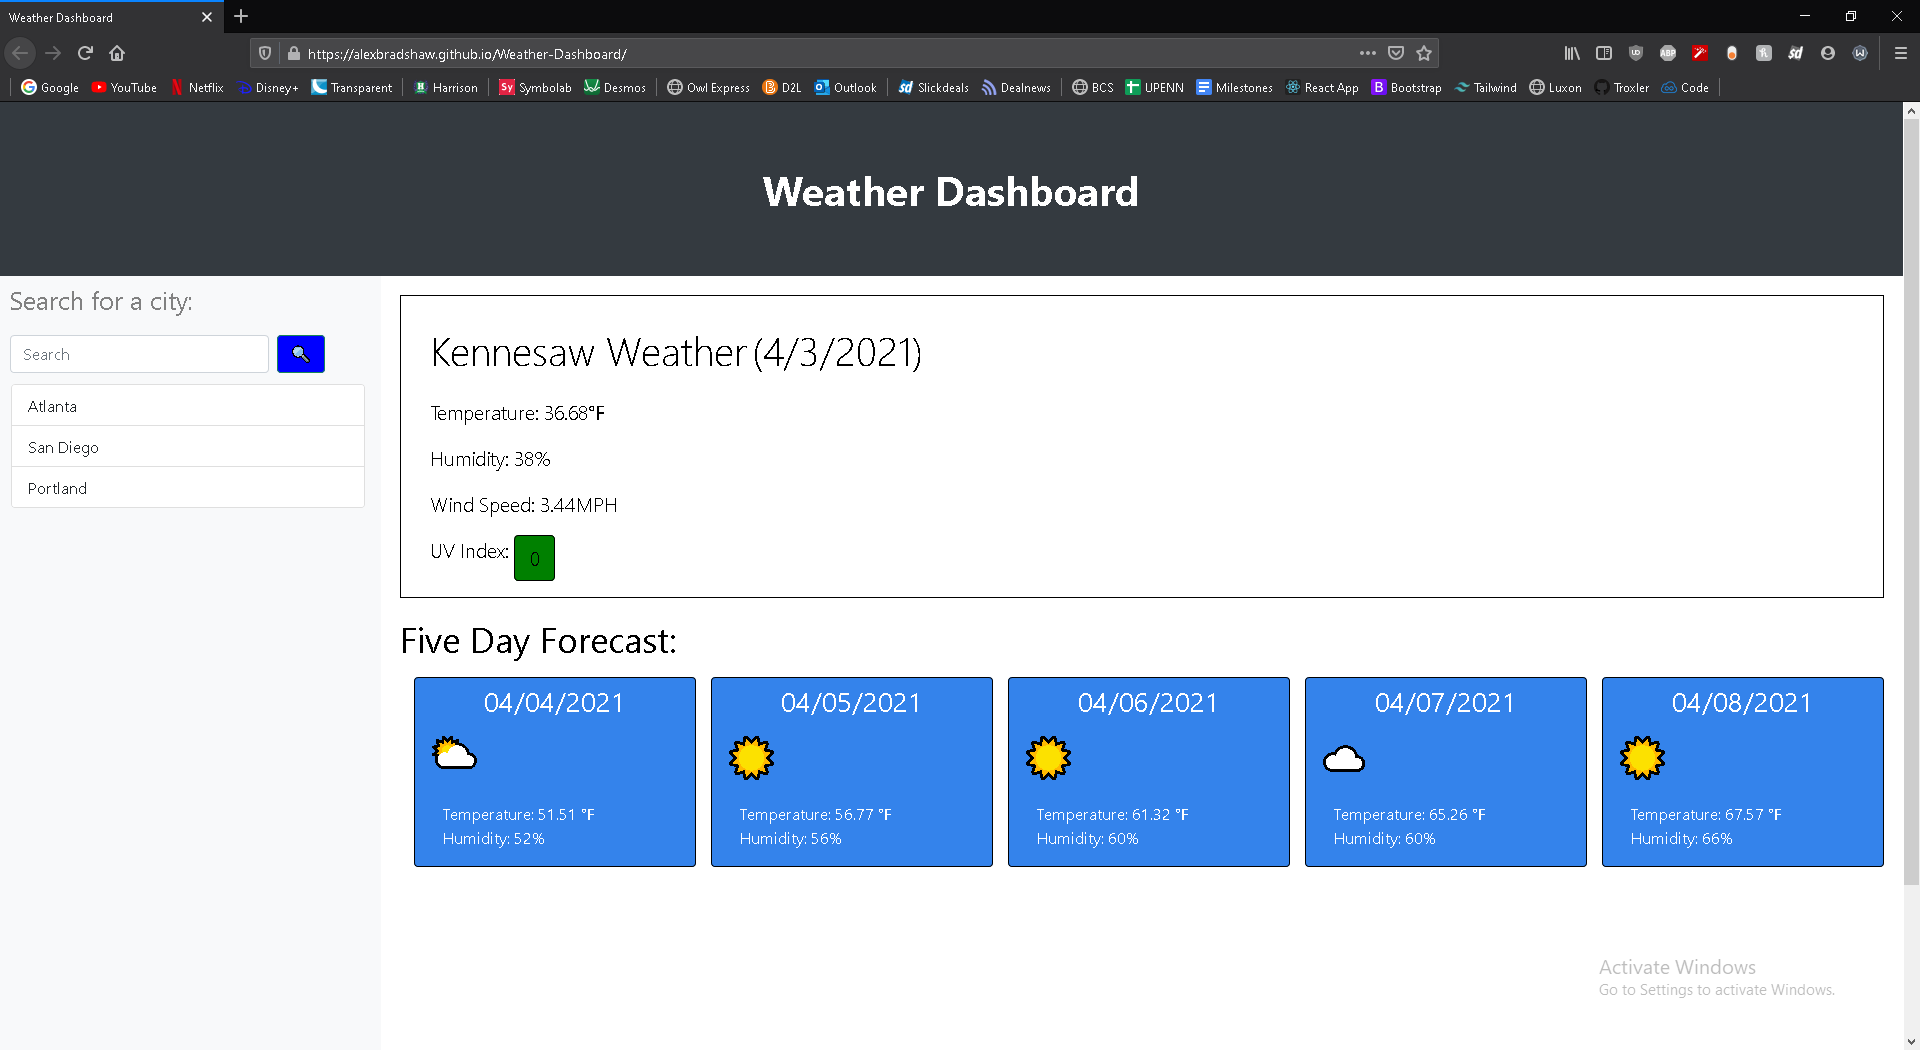 Weather Dashboard
https://alexbradshaw.github.io/Weather-Dashboard/
Google YouTube Netflix Disney+ Transparent Harrison Symbolab Desmos Owl Express D2L Outlook Slickdeals Dealnews BCS UPENN Milestones React App Bootstrap Tailwind Luxon Troxler Code
Weather Dashboard
Search for a city:
Search
Atlanta
San Diego
Portland
Kennesaw Weather (4/3/2021)
Temperature: 36.68°F
Humidity: 38%
Wind Speed: 3.44MPH
UV Index: 0
Five Day Forecast:
04/04/2021
Temperature: 51.51 °F
Humidity: 52%
04/05/2021
Temperature: 56.77 °F
Humidity: 56%
04/06/2021
Temperature: 61.32 °F
Humidity: 60%
04/07/2021
Temperature: 65.26 °F
Humidity: 60%
04/08/2021
Temperature: 67.57 °F
Humidity: 66%
Activate Windows
Go to Settings to activate Windows.